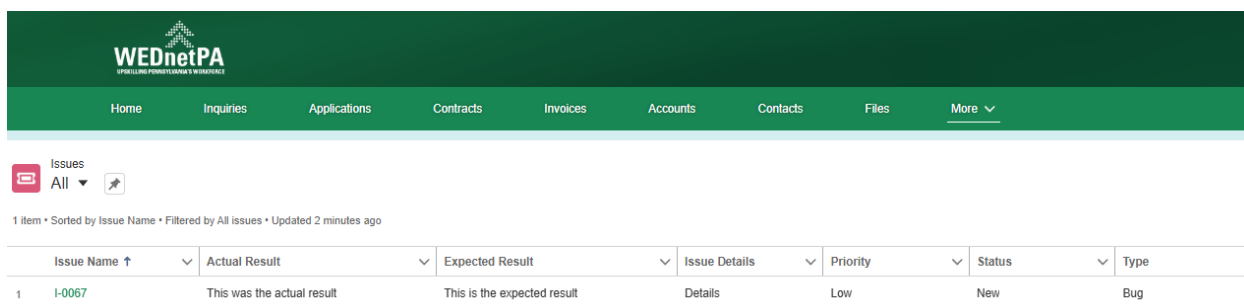 WEDnetPA
UPSKILLING PENNSYLVANIA'S WORKFORCE
Home Inquiries Applications Contracts Invoices Accounts Contacts Files More
Issues
All
1 item • Sorted by Issue Name • Filtered by All issues • Updated 2 minutes ago
Issue Name Actual Result Expected Result Issue Details Priority Status Type
1 I-0067 This was the actual result This is the expected result Details Low New Bug